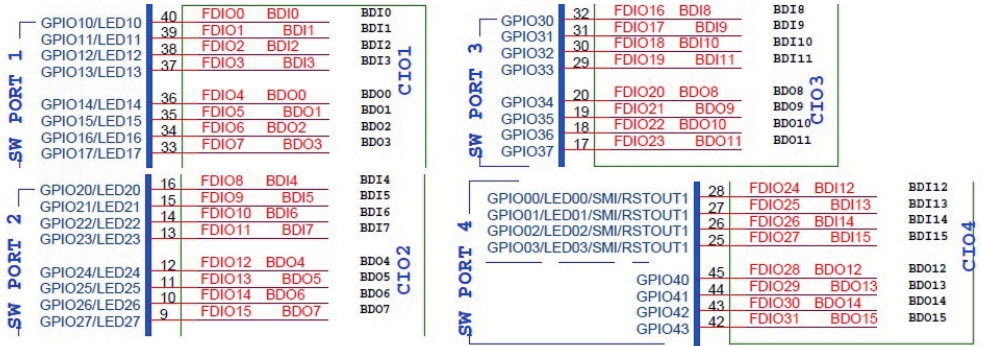 SW PORT 1
GPIO10/LED10 40 FDIO0 BDI0 BDI0
GPIO11/LED11 39 FDIO1 BDI1 BDI1
GPIO12/LED12 38 FDIO2 BDI2 BDI2
GPIO13/LED13 37 FDIO3 BDI3 BDI3
GPIO14/LED14 36 FDIO4 BDO0 BDO0
GPIO15/LED15 35 FDIO5 BDO1 BDO1
GPIO16/LED16 34 FDIO6 BDO2 BDO2
GPIO17/LED17 33 FDIO7 BDO3 BDO3
CIO1
SW PORT 2
GPIO20/LED20 16 FDIO8 BDI4 BDI4
GPIO21/LED21 15 FDIO9 BDI5 BDI5
GPIO22/LED22 14 FDIO10 BDI6 BDI6
GPIO23/LED23 13 FDIO11 BDI7 BDI7
GPIO24/LED24 12 FDIO12 BDO4 BDO4
GPIO25/LED25 11 FDIO13 BDO5 BDO5
GPIO26/LED26 10 FDIO14 BDO6 BDO6
GPIO27/LED27 9 FDIO15 BDO7 BDO7
CIO2
SW PORT 3
GPIO30 32 FDIO16 BDI8 BDI8
GPIO31 31 FDIO17 BDI9 BDI9
GPIO32 30 FDIO18 BDI10 BDI10
GPIO33 29 FDIO19 BDI11 BDI11
GPIO34 20 FDIO20 BDO8 BDO8
GPIO35 19 FDIO21 BDO9 BDO9
GPIO36 18 FDIO22 BDO10 BDO10
GPIO37 17 FDIO23 BDO11 BDO11
CIO3
SW PORT 4
GPIO00/LED00/SMI/RSTOUT1 28 FDIO24 BDI12 BDI12
GPIO01/LED01/SMI/RSTOUT1 27 FDIO25 BDI13 BDI13
GPIO02/LED02/SMI/RSTOUT1 26 FDIO26 BDI14 BDI14
GPIO03/LED03/SMI/RSTOUT1 25 FDIO27 BDI15 BDI15
GPIO40 45 FDIO28 BDO12 BDO12
GPIO41 44 FDIO29 BDO13 BDO13
GPIO42 43 FDIO30 BDO14 BDO14
GPIO43 42 FDIO31 BDO15 BDO15
CIO4